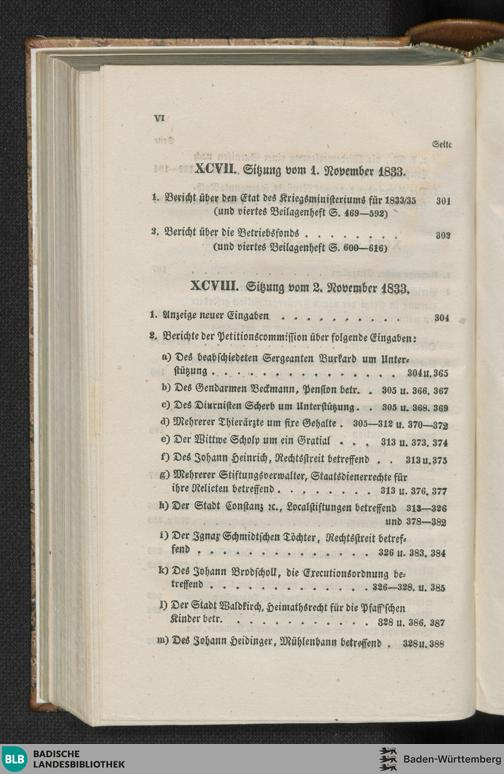 VI
Seite
XCVII. Sitzung vom 1. November 1833.
1. Bericht über den Etat des Kriegsministeriums für 1833/35 301
(und viertes Beilagenheft S. 469—592)
2. Bericht über die Betriebsfonds . . . . . . . . 302
(und viertes Beilagenheft S. 600—616)
XCVIII. Sitzung vom 2. November 1833.
1. Anzeige neuer Eingaben . . . . . . . . . . 304
2. Berichte der Petitionscommission über folgende Eingaben:
a) Des beabschiedeten Sergeanten Burkard um Unter-
stützung . . . . . . . . . . . . . . 304 u. 365
b) Des Gendarmen Beckmann, Pension betr. . 305 u. 366. 367
c) Des Diurnisten Scherb um Unterstützung . . 305 u. 368. 369
d) Mehrerer Thierärzte um fire Gehalte . 305—312 u. 370—372
e) Der Wittwe Scholp um ein Gratial . . . 313 u. 373. 374
f) Des Johann Heinrich, Rechtsstreit betreffend . . 313 u. 375
g) Mehrerer Stiftungsverwalter, Staatsdienerrechte für
ihre Relicten betreffend . . . . . . . 313 u. 376. 377
h) Der Stadt Constanz ꝛc., Localstiftungen betreffend 313—326
und 378—382
i) Der Ignaz Schmidtschen Töchter, Rechtsstreit betref-
fend . . . . . . . . . . . . . 326 u. 383. 384
k) Des Johann Brodscholl, die Executionsordnung be-
treffend . . . . . . . . . . . . 326—328. u. 385
l) Der Stadt Waldkirch, Heimathsrecht für die Pfaff'schen
Kinder betr. . . . . . . . . . . . 328 u. 386. 387
m) Des Johann Heidinger, Mühlenbann betreffend . 328 u. 388
BLB
BADISCHE
LANDESBIBLIOTHEK
Baden-Württemberg